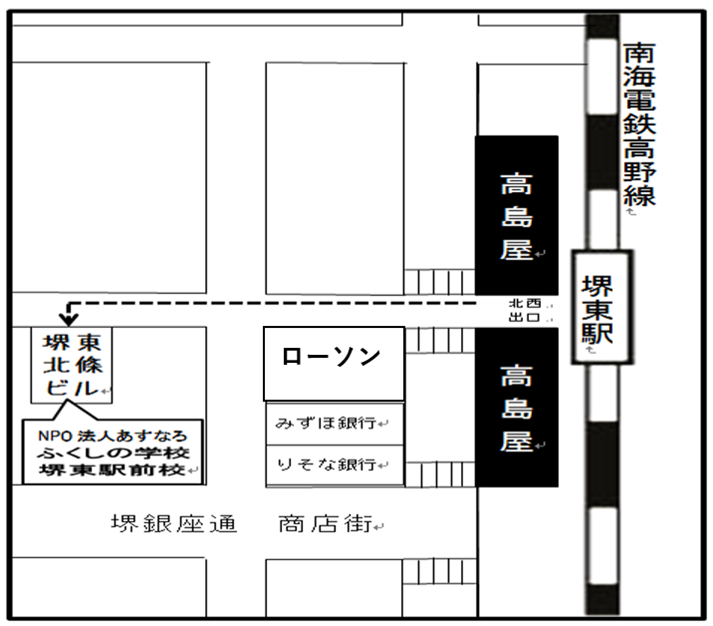 南海電鉄高野線
高島屋
北西
出口
堺東駅
堺東
北條
ビル
ローソン
高島屋
みずほ銀行
りそな銀行
NPO法人あすなろ
ふくしの学校
堺東駅前校
堺銀座通 商店街